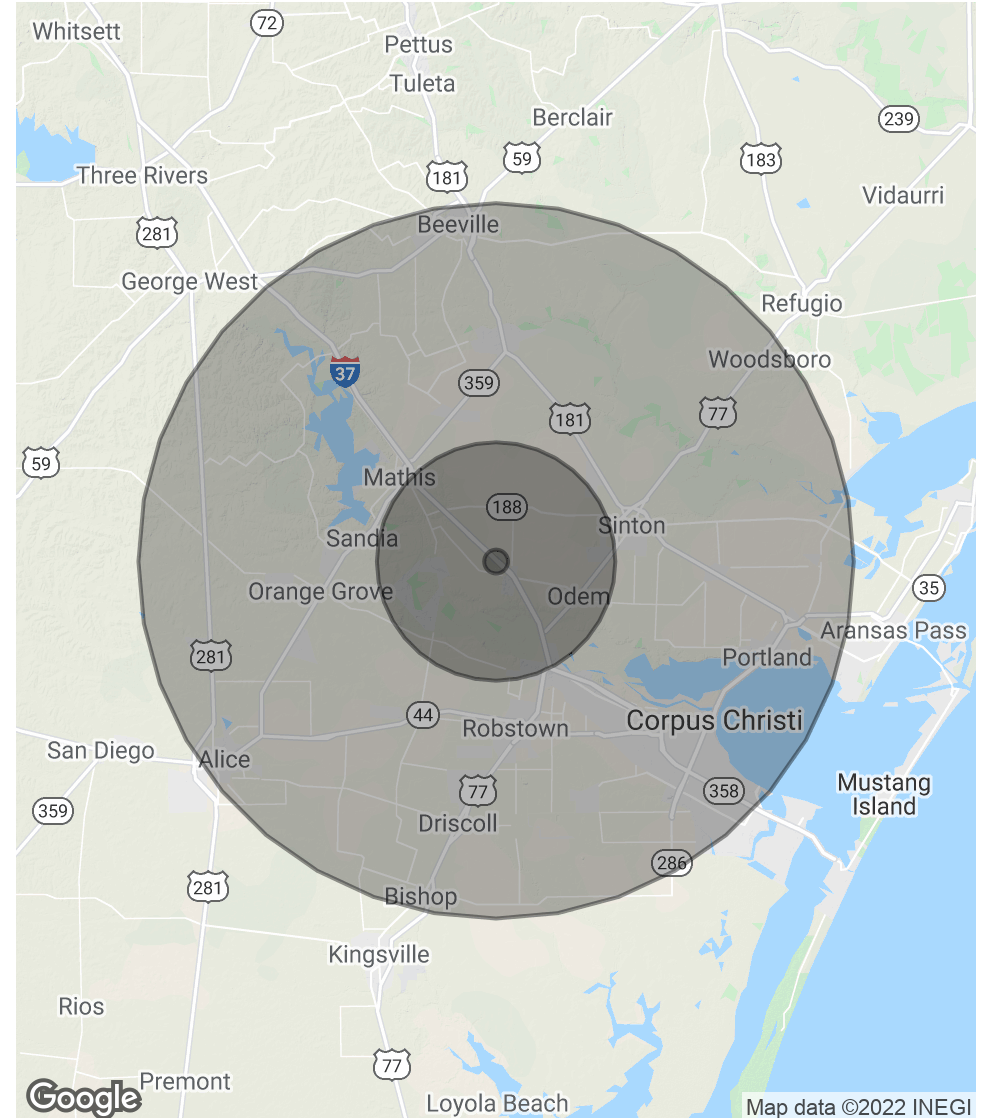 Whitsett
72
Pettus
Tuleta
Berclair
239
59
183
181
Three Rivers
Vidaurri
Beeville
281
George West
Refugio
Woodsboro
37
359
77
181
59
Mathis
188
Sinton
Sandia
35
Orange Grove
Odem
Aransas Pass
281
Portland
44
Corpus Christi
Robstown
San Diego
Alice
Mustang
Island
77
358
359
Driscoll
286
281
Bishop
Kingsville
Rios
77
Premont
Google
Loyola Beach
Map data ©2022 INEGI